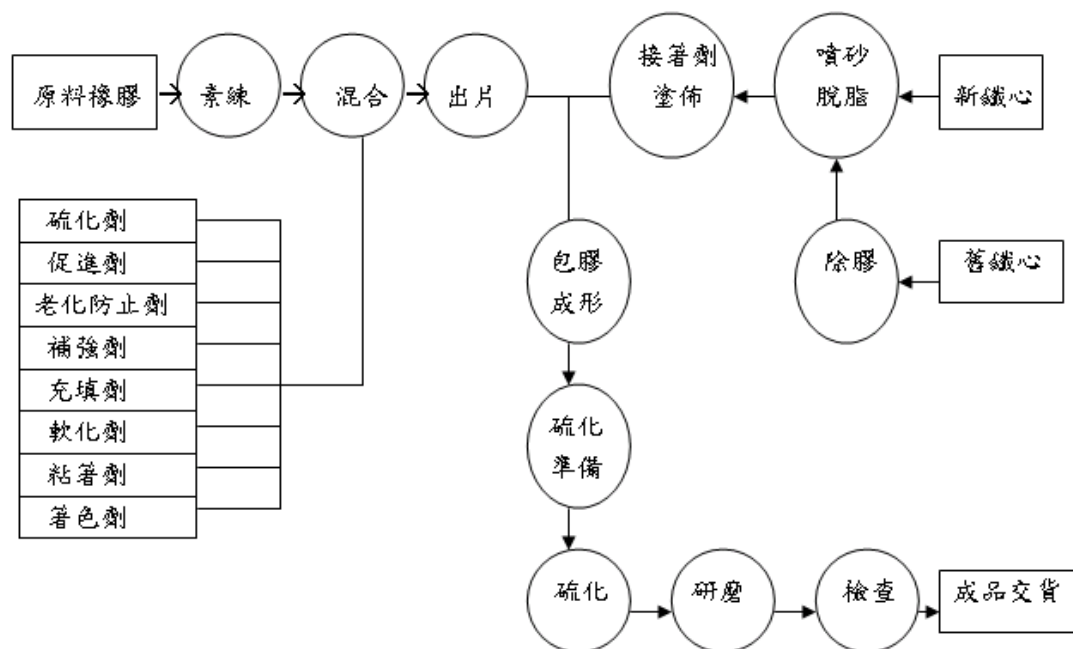 原料橡膠
素練
混合
出片
接著劑
塗佈
噴砂
脫脂
新鐵心
硫化劑
促進劑
老化防止劑
補強劑
充填劑
軟化劑
粘著劑
著色劑
包膠
成形
除膠
舊鐵心
硫化
準備
硫化
研磨
檢查
成品交貨